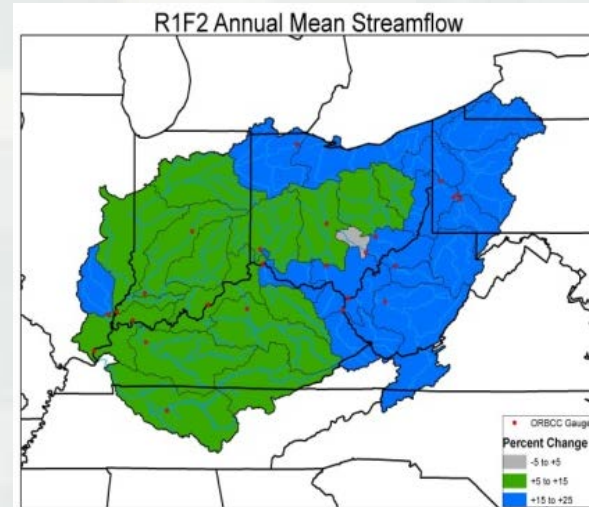 R1F2 Annual Mean Streamflow
ORBCC Gauge
Percent Change
-5 to +5
+5 to +15
+15 to +25